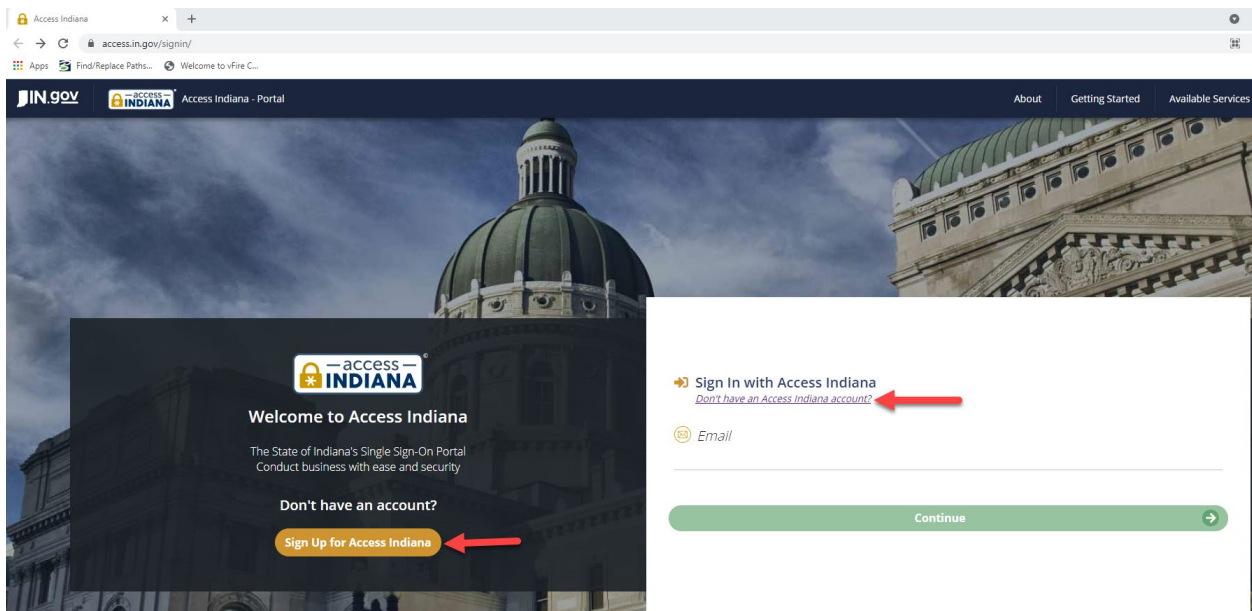 Access Indiana
access.in.gov/signin/
Apps Find/Replace Paths... Welcome to vFire C...
IN.gov access INDIANA Access Indiana - Portal About Getting Started Available Services
access
INDIANA
Welcome to Access Indiana
The State of Indiana's Single Sign-On Portal
Conduct business with ease and security
Don't have an account?
Sign Up for Access Indiana
Sign In with Access Indiana
Don't have an Access Indiana account?
Email
Continue